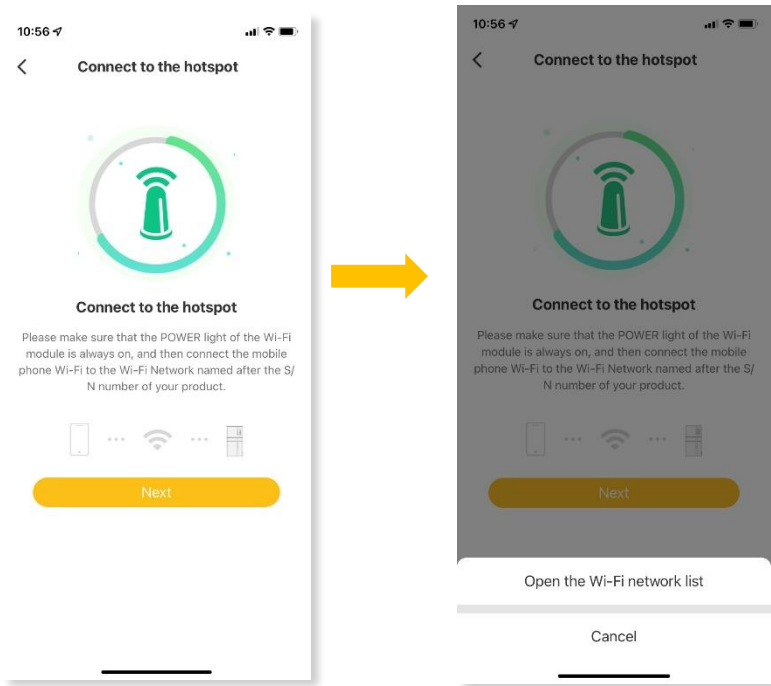 10:56
Connect to the hotspot
Connect to the hotspot
Please make sure that the POWER light of the Wi-Fi
module is always on, and then connect the mobile
phone Wi-Fi to the Wi-Fi Network named after the S/
N number of your product.
Next
10:56
Connect to the hotspot
Connect to the hotspot
Please make sure that the POWER light of the Wi-Fi
module is always on, and then connect the mobile
phone Wi-Fi to the Wi-Fi Network named after the S/
N number of your product.
Next
Open the Wi-Fi network list
Cancel